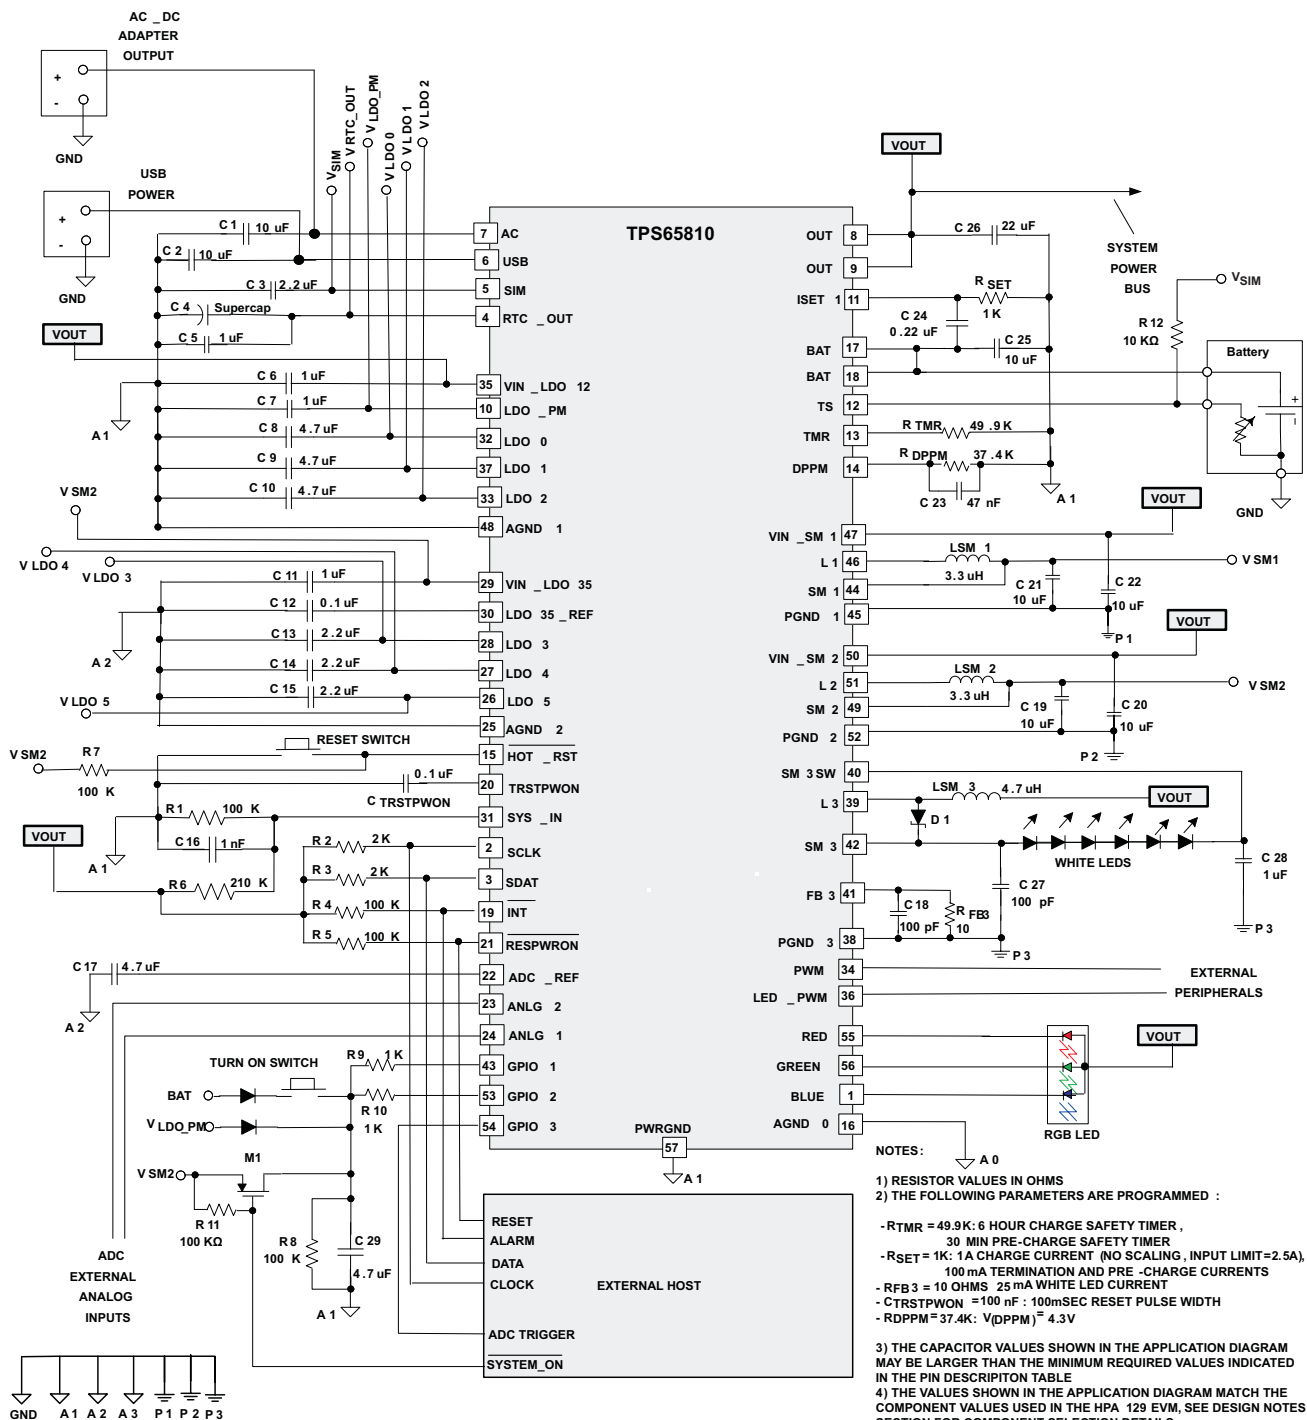 AC _ DC
ADAPTER
OUTPUT
+
-
GND
USB
POWER
+
-
GND
VSIM
VRTC_OUT
VLDO_PM
VLDO 0
VLDO 1
VLDO 2
TPS65810
C 1 10 uF
7 AC
C 2 10 uF
6 USB
C 3 2.2 uF
5 SIM
C 4 Supercap
4 RTC _OUT
C 5 1 uF
VOUT
C 6 1 uF
35 VIN _LDO 12
C 7 1 uF
10 LDO _PM
A 1
C 8 4.7 uF
32 LDO 0
C 9 4.7 uF
37 LDO 1
C 10 4.7 uF
33 LDO 2
V SM2
48 AGND 1
V LDO 4
V LDO 3
C 11 1 uF
29 VIN _LDO 35
C 12 0.1 uF
30 LDO 35 _REF
C 13 2.2 uF
28 LDO 3
A 2
C 14 2.2 uF
27 LDO 4
C 15 2.2 uF
26 LDO 5
V LDO 5
25 AGND 2
RESET SWITCH
15 HOT _RST
V SM2
R 7
100 K
0.1 uF
C TRSTPWON
20 TRSTPWON
R 1 100 K
31 SYS _IN
VOUT
C 16 1 nF
A 1
R 2 2 K
2 SCLK
R 6 210 K
R 3 2K
3 SDAT
R 4 100 K
19 INT
R 5 100 K
21 RESPWRON
C 17 4.7 uF
22 ADC _REF
A 2
23 ANLG 2
24 ANLG 1
R 9 1 K
43 GPIO 1
TURN ON SWITCH
BAT
R 10
1 K
53 GPIO 2
V LDO_PM
54 GPIO 3
M1
V SM2
R 11
100 KΩ
R 8
100 K
C 29
4.7 uF
A 1
ADC
EXTERNAL
ANALOG
INPUTS
GND A 1 A 2 A 3 P 1 P 2 P 3
PWRGND
57
A 1
RESET
ALARM
DATA
CLOCK
EXTERNAL HOST
ADC TRIGGER
SYSTEM_ON
VOUT
OUT 8
C 26 22 uF
SYSTEM
POWER
BUS
OUT 9
ISET 1 11
R SET
1 K
VSIM
C 24
0.22 uF
R 12
10 KΩ
BAT 17
C 25
10 uF
BAT 18
Battery
+
-
TS 12
TMR 13
R TMR 49 .9K
DPPM 14
R DPPM 37 .4 K
C 23 47 nF
A 1
GND
VOUT
VIN _SM 1 47
L 1 46
LSM 1
3.3 uH
V SM1
SM 1 44
C 21
10 uF
C 22
10 uF
PGND 1 45
P 1
VOUT
VIN _SM 2 50
L 2 51
LSM 2
3.3 uH
V SM2
SM 2 49
C 19
10 uF
C 20
10 uF
PGND 2 52
P 2
SM 3 SW 40
L 3 39
LSM 3 4.7 uH
VOUT
D 1
SM 3 42
WHITE LEDS
C 28
1 uF
C 27
100 pF
FB 3 41
C 18
100 pF
R FB3
10
PGND 3 38
P 3
P 3
PWM 34
LED _PWM 36
EXTERNAL
PERIPHERALS
RED 55
GREEN 56
BLUE 1
VOUT
RGB LED
AGND 0 16
A 0
NOTES:
1) RESISTOR VALUES IN OHMS
2) THE FOLLOWING PARAMETERS ARE PROGRAMMED :
- RTMR = 49.9K: 6 HOUR CHARGE SAFETY TIMER ,
30 MIN PRE-CHARGE SAFETY TIMER
- RSET = 1K: 1 A CHARGE CURRENT (NO SCALING , INPUT LIMIT=2.5A),
100 mA TERMINATION AND PRE -CHARGE CURRENTS
- RFB 3 = 10 OHMS 25 mA WHITE LED CURRENT
- CTRSTPWON =100 nF : 100mSEC RESET PULSE WIDTH
- RDPPM = 37.4K: V(DPPM) = 4.3V
3) THE CAPACITOR VALUES SHOWN IN THE APPLICATION DIAGRAM
MAY BE LARGER THAN THE MINIMUM REQUIRED VALUES INDICATED
IN THE PIN DESCRIPITON TABLE
4) THE VALUES SHOWN IN THE APPLICATION DIAGRAM MATCH THE
COMPONENT VALUES USED IN THE HPA 129 EVM, SEE DESIGN NOTES
SECTION FOR COMPONENT SELECTION DETAILS